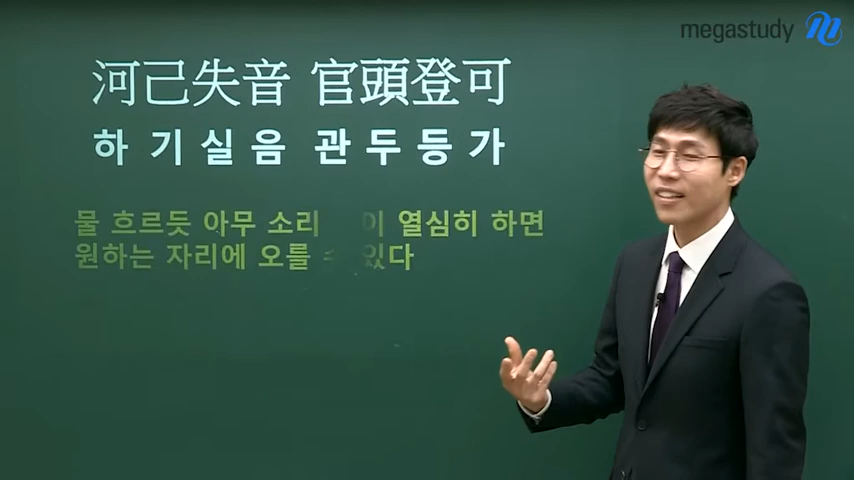 megastudy
河己失音 官頭登可
하기실음 관두등가
물 흐르듯 아무 소리 이 열심히 하면
원하는 자리에 오를 있다